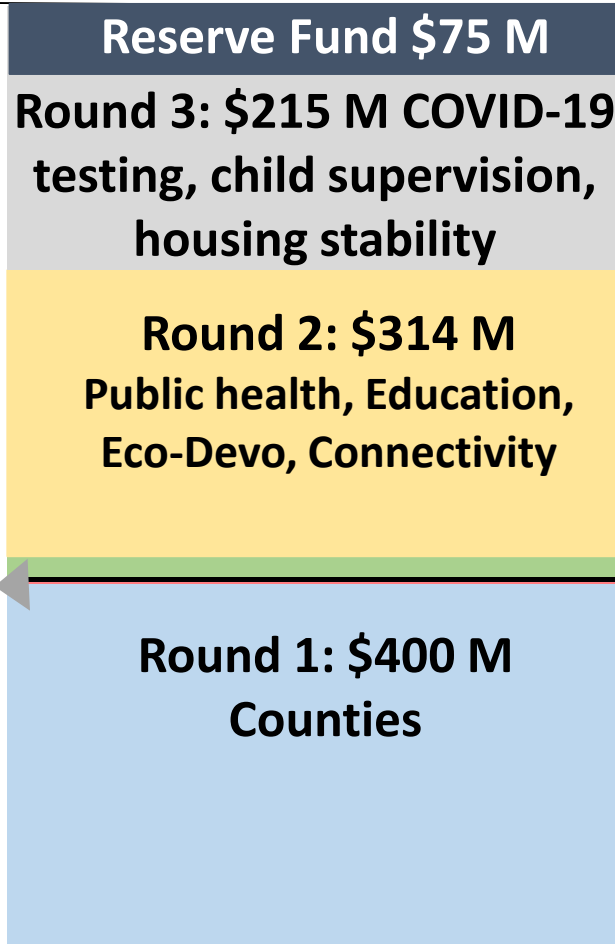 Reserve Fund $75 M
Round 3: $215 M COVID-19
testing, child supervision,
housing stability
Round 2: $314 M
Public health, Education,
Eco-Devo, Connectivity
Round 1: $400 M
Counties